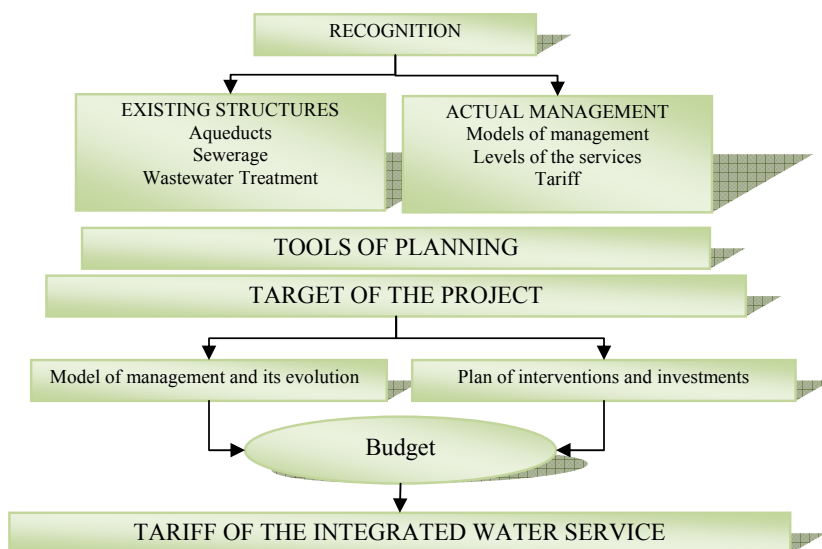 RECOGNITION
EXISTING STRUCTURES
Aqueducts
Sewerage
Wastewater Treatment
ACTUAL MANAGEMENT
Models of management
Levels of the services
Tariff
TOOLS OF PLANNING
TARGET OF THE PROJECT
Model of management and its evolution
Plan of interventions and investments
Budget
TARIFF OF THE INTEGRATED WATER SERVICE